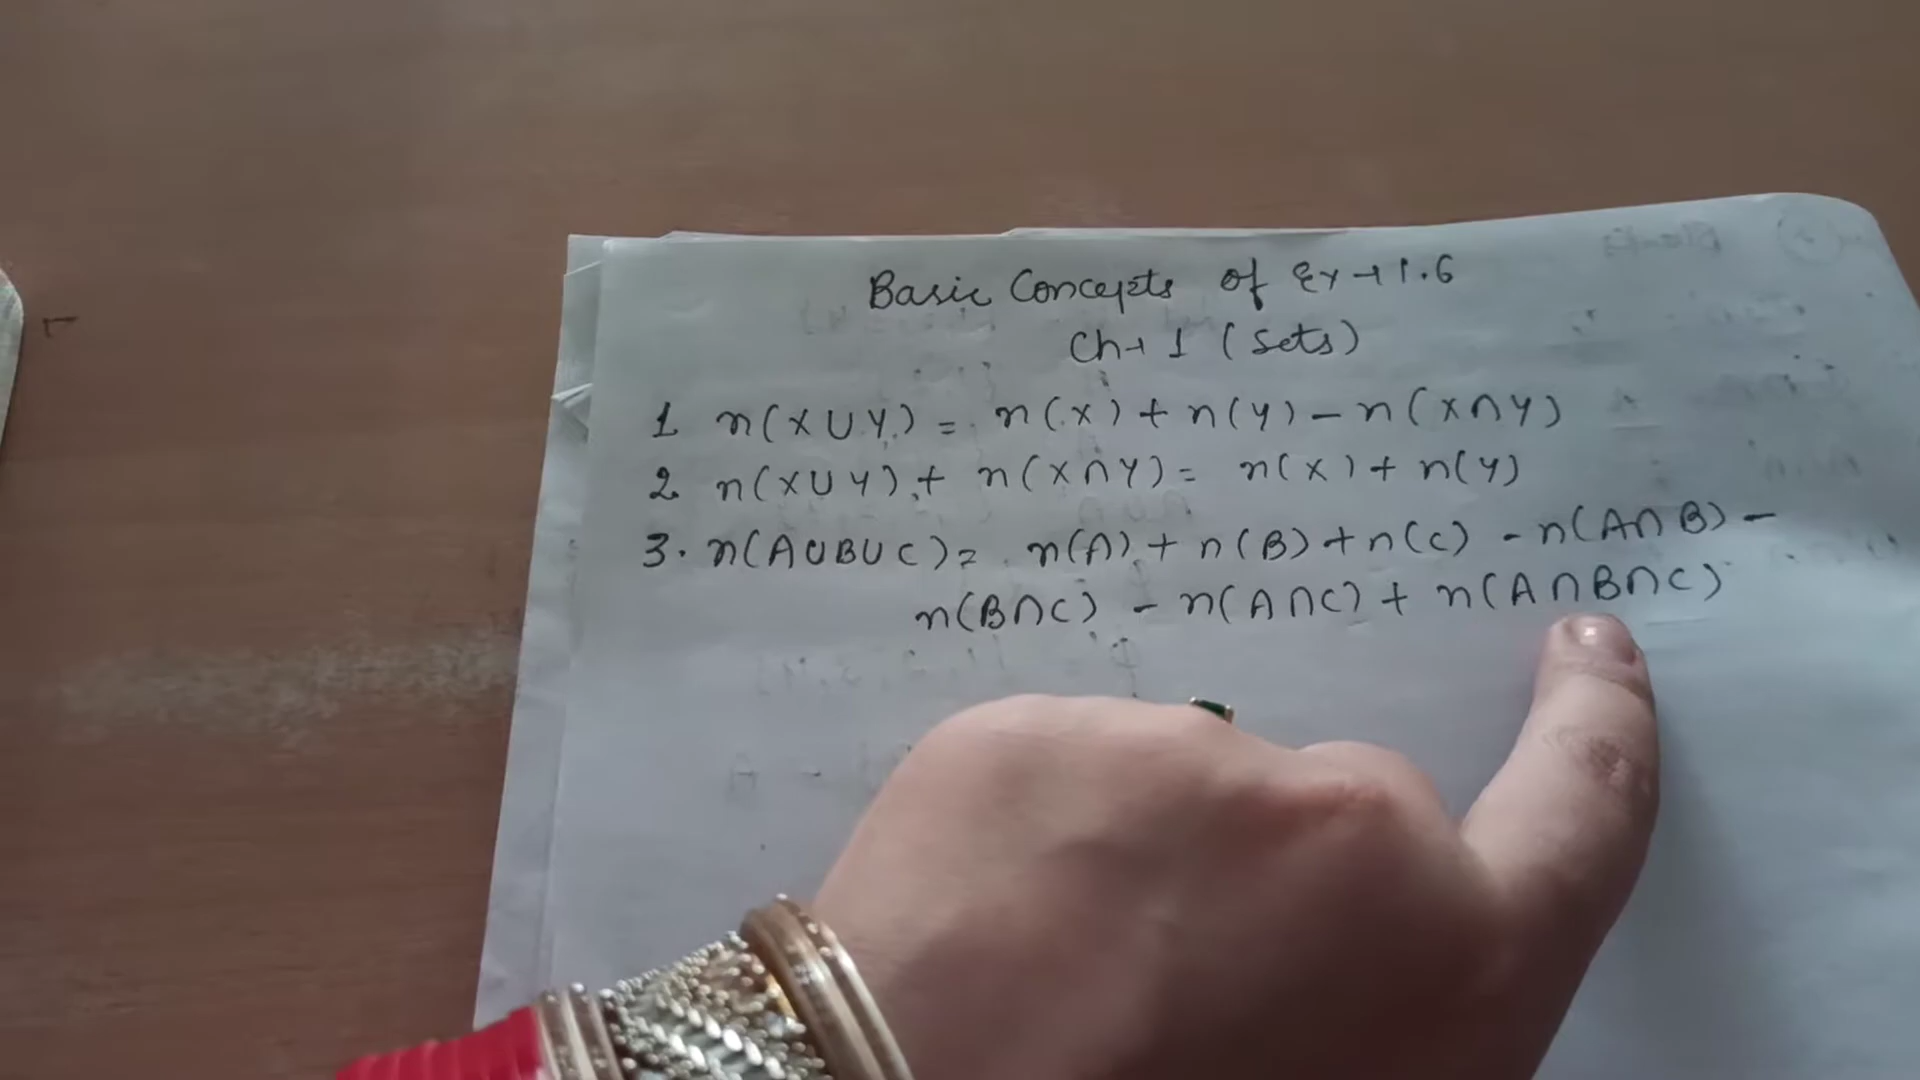 Basic Concepts of Ex→1.6
Ch→1 (Sets)
1 n(X∪Y) = n(X) + n(Y) - n(X∩Y)
2 n(X∪Y) + n(X∩Y) = n(X) + n(Y)
3. n(A∪B∪C) = n(A) + n(B) + n(C) - n(A∩B) -
n(B∩C) - n(A∩C) + n(A∩B∩C)